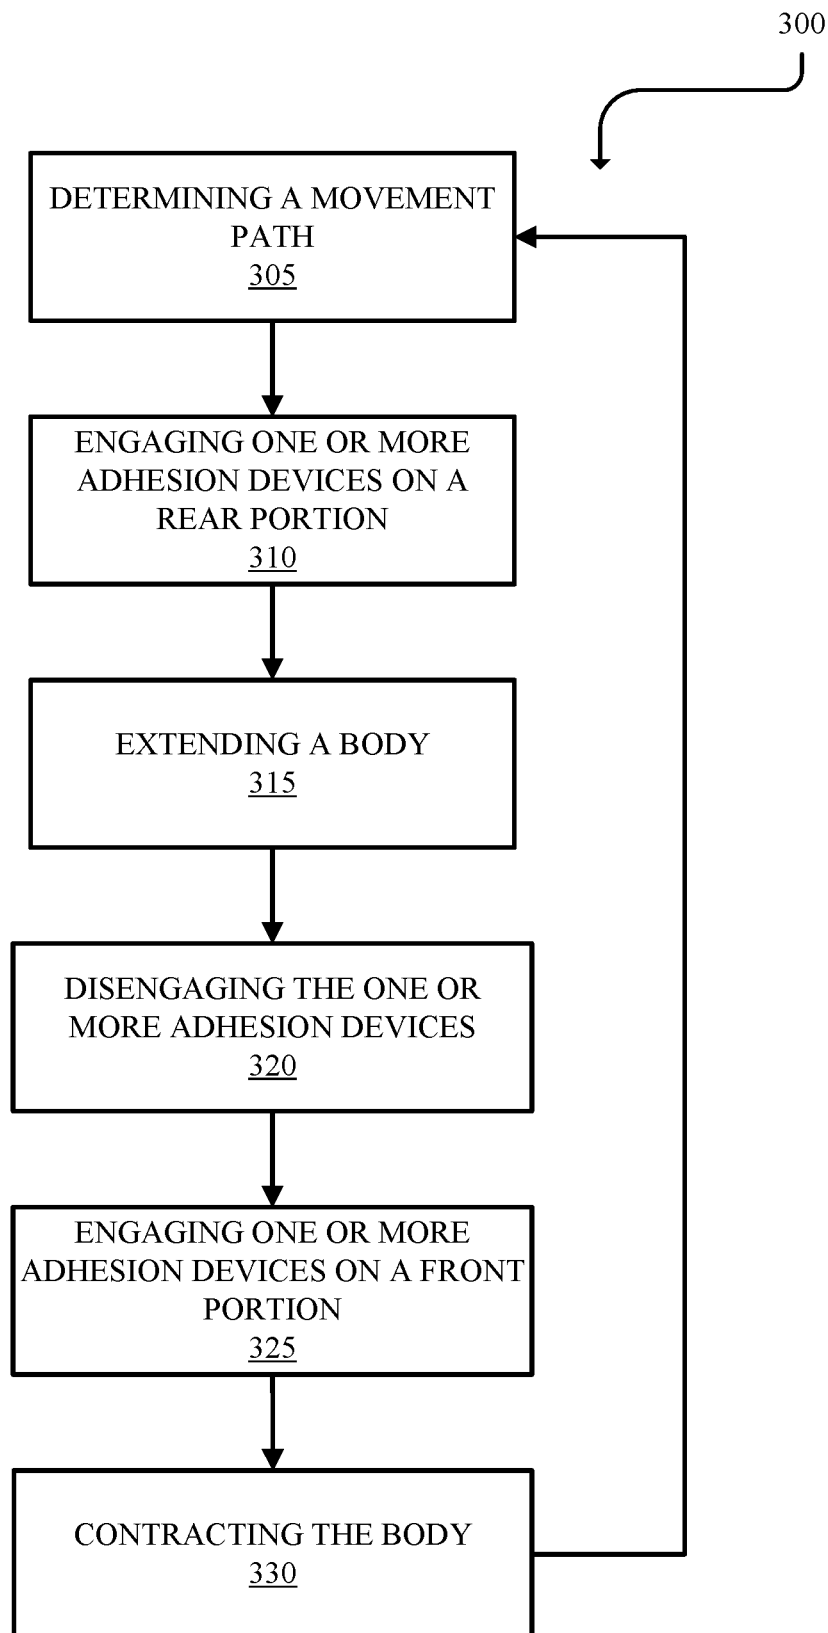 300
DETERMINING A MOVEMENT
PATH
305
ENGAGING ONE OR MORE
ADHESION DEVICES ON A
REAR PORTION
310
EXTENDING A BODY
315
DISENGAGING THE ONE OR
MORE ADHESION DEVICES
320
ENGAGING ONE OR MORE
ADHESION DEVICES ON A FRONT
PORTION
325
CONTRACTING THE BODY
330